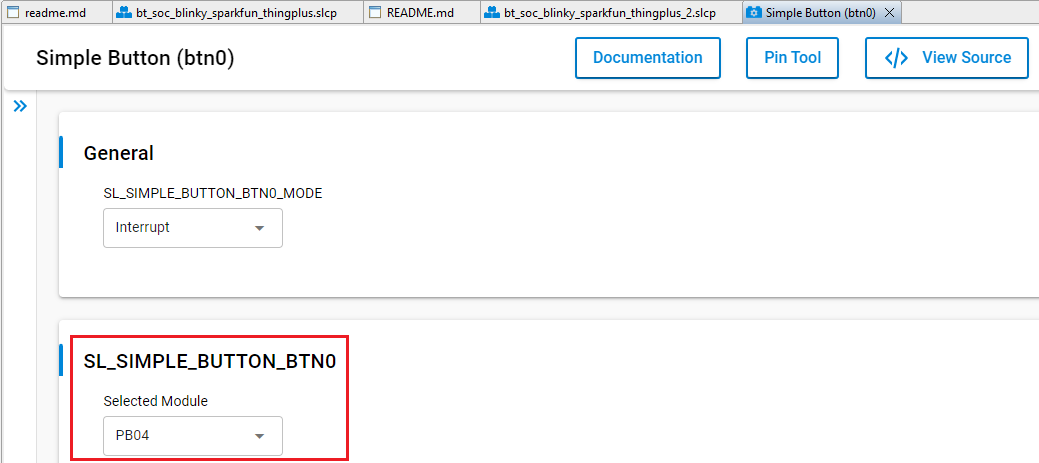 readme.md bt_soc_blinky_sparkfun_thingplus.slcp README.md bt_soc_blinky_sparkfun_thingplus_2.slcp Simple Button (btn0)
Simple Button (btn0) Documentation Pin Tool </> View Source
General
SL_SIMPLE_BUTTON_BTN0_MODE
Interrupt
SL_SIMPLE_BUTTON_BTN0
Selected Module
PB04